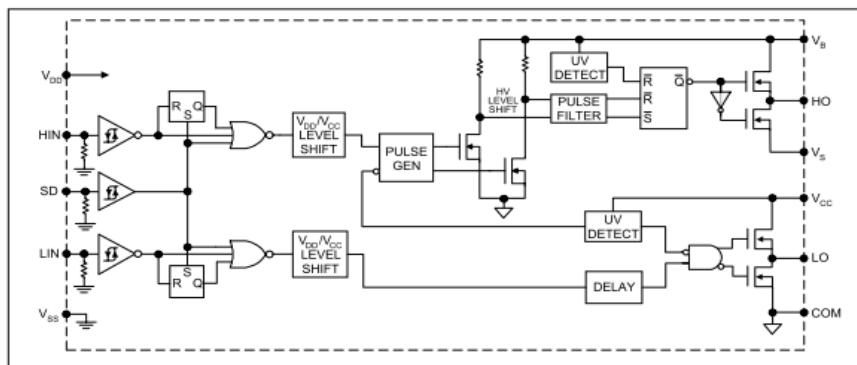 V_B
UV
DETECT
V_DD
R Q
S
HV
LEVEL
SHIFT
R
R
S
Q
PULSE
FILTER
HO
HIN
V_DD/V_CC
LEVEL
SHIFT
PULSE
GEN
V_S
SD
V_CC
UV
DETECT
LIN
V_DD/V_CC
LEVEL
SHIFT
S
R Q
LO
DELAY
V_SS
COM